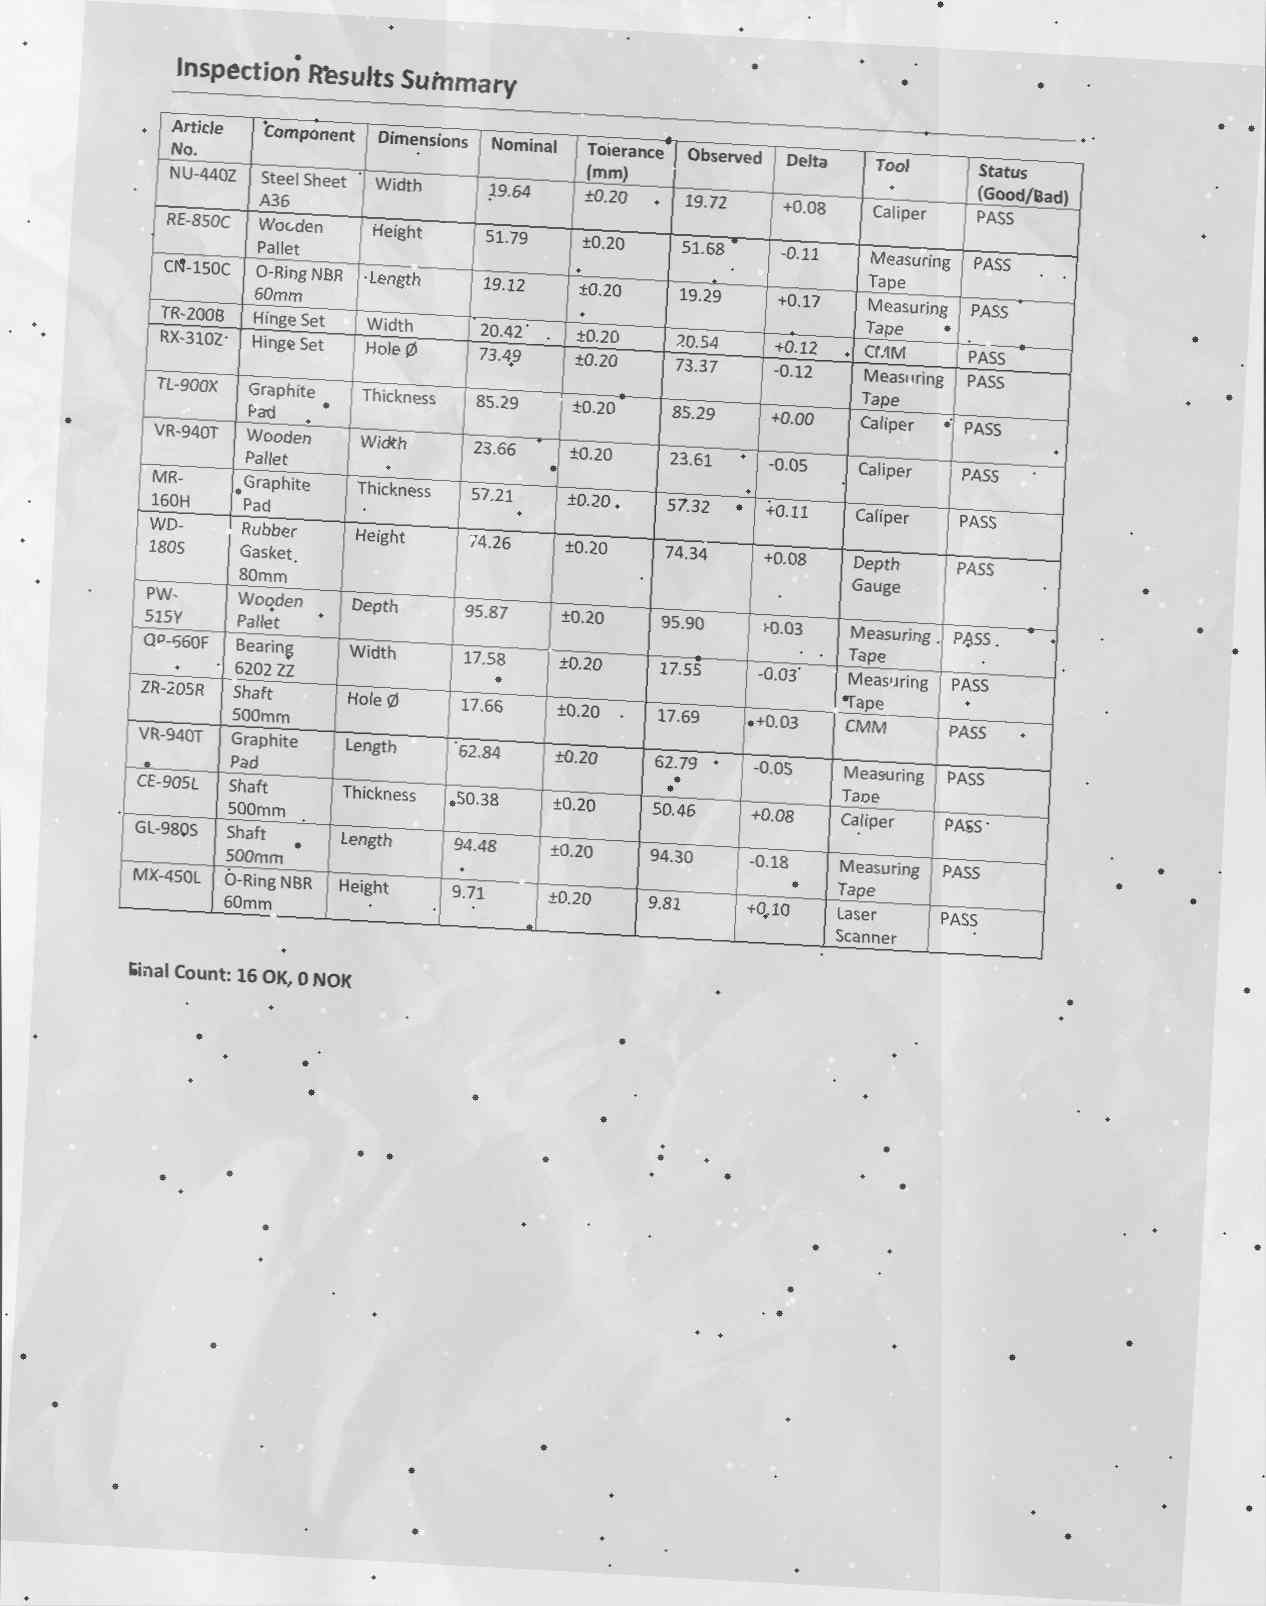 Inspection Results Summary
Article No. Component Dimensions Nominal Tolerance (mm) Observed Delta Tool Status (Good/Bad)
NU-440Z Steel Sheet A36 Width 19.64 ±0.20 19.72 +0.08 Caliper PASS
RE-850C Wooden Pallet Height 51.79 ±0.20 51.68 -0.11 Measuring Tape PASS
CN-150C O-Ring NBR 60mm Length 19.12 ±0.20 19.29 +0.17 Measuring Tape PASS
TR-200B Hinge Set Width 20.42 ±0.20 20.54 +0.12 CMM PASS
RX-310Z Hinge Set Hole Ø 73.49 ±0.20 73.37 -0.12 Measuring Tape PASS
TL-900X Graphite Pad Thickness 85.29 ±0.20 85.29 +0.00 Caliper PASS
VR-940T Wooden Pallet Width 23.66 ±0.20 23.61 -0.05 Caliper PASS
MR-160H Graphite Pad Thickness 57.21 ±0.20 57.32 +0.11 Caliper PASS
WD-180S Rubber Gasket 80mm Height 74.26 ±0.20 74.34 +0.08 Depth Gauge PASS
PW-515Y Wooden Pallet Depth 95.87 ±0.20 95.90 +0.03 Measuring Tape PASS
QP-660F Bearing 6202 ZZ Width 17.58 ±0.20 17.55 -0.03 Measuring Tape PASS
ZR-205R Shaft 500mm Hole Ø 17.66 ±0.20 17.69 +0.03 CMM PASS
VR-940T Graphite Pad Length 62.84 ±0.20 62.79 -0.05 Measuring Tape PASS
CE-905L Shaft 500mm Thickness 50.38 ±0.20 50.46 +0.08 Caliper PASS
GL-980S Shaft 500mm Length 94.48 ±0.20 94.30 -0.18 Measuring Tape PASS
MX-450L O-Ring NBR 60mm Height 9.71 ±0.20 9.81 +0.10 Laser Scanner PASS
Final Count: 16 OK, 0 NOK